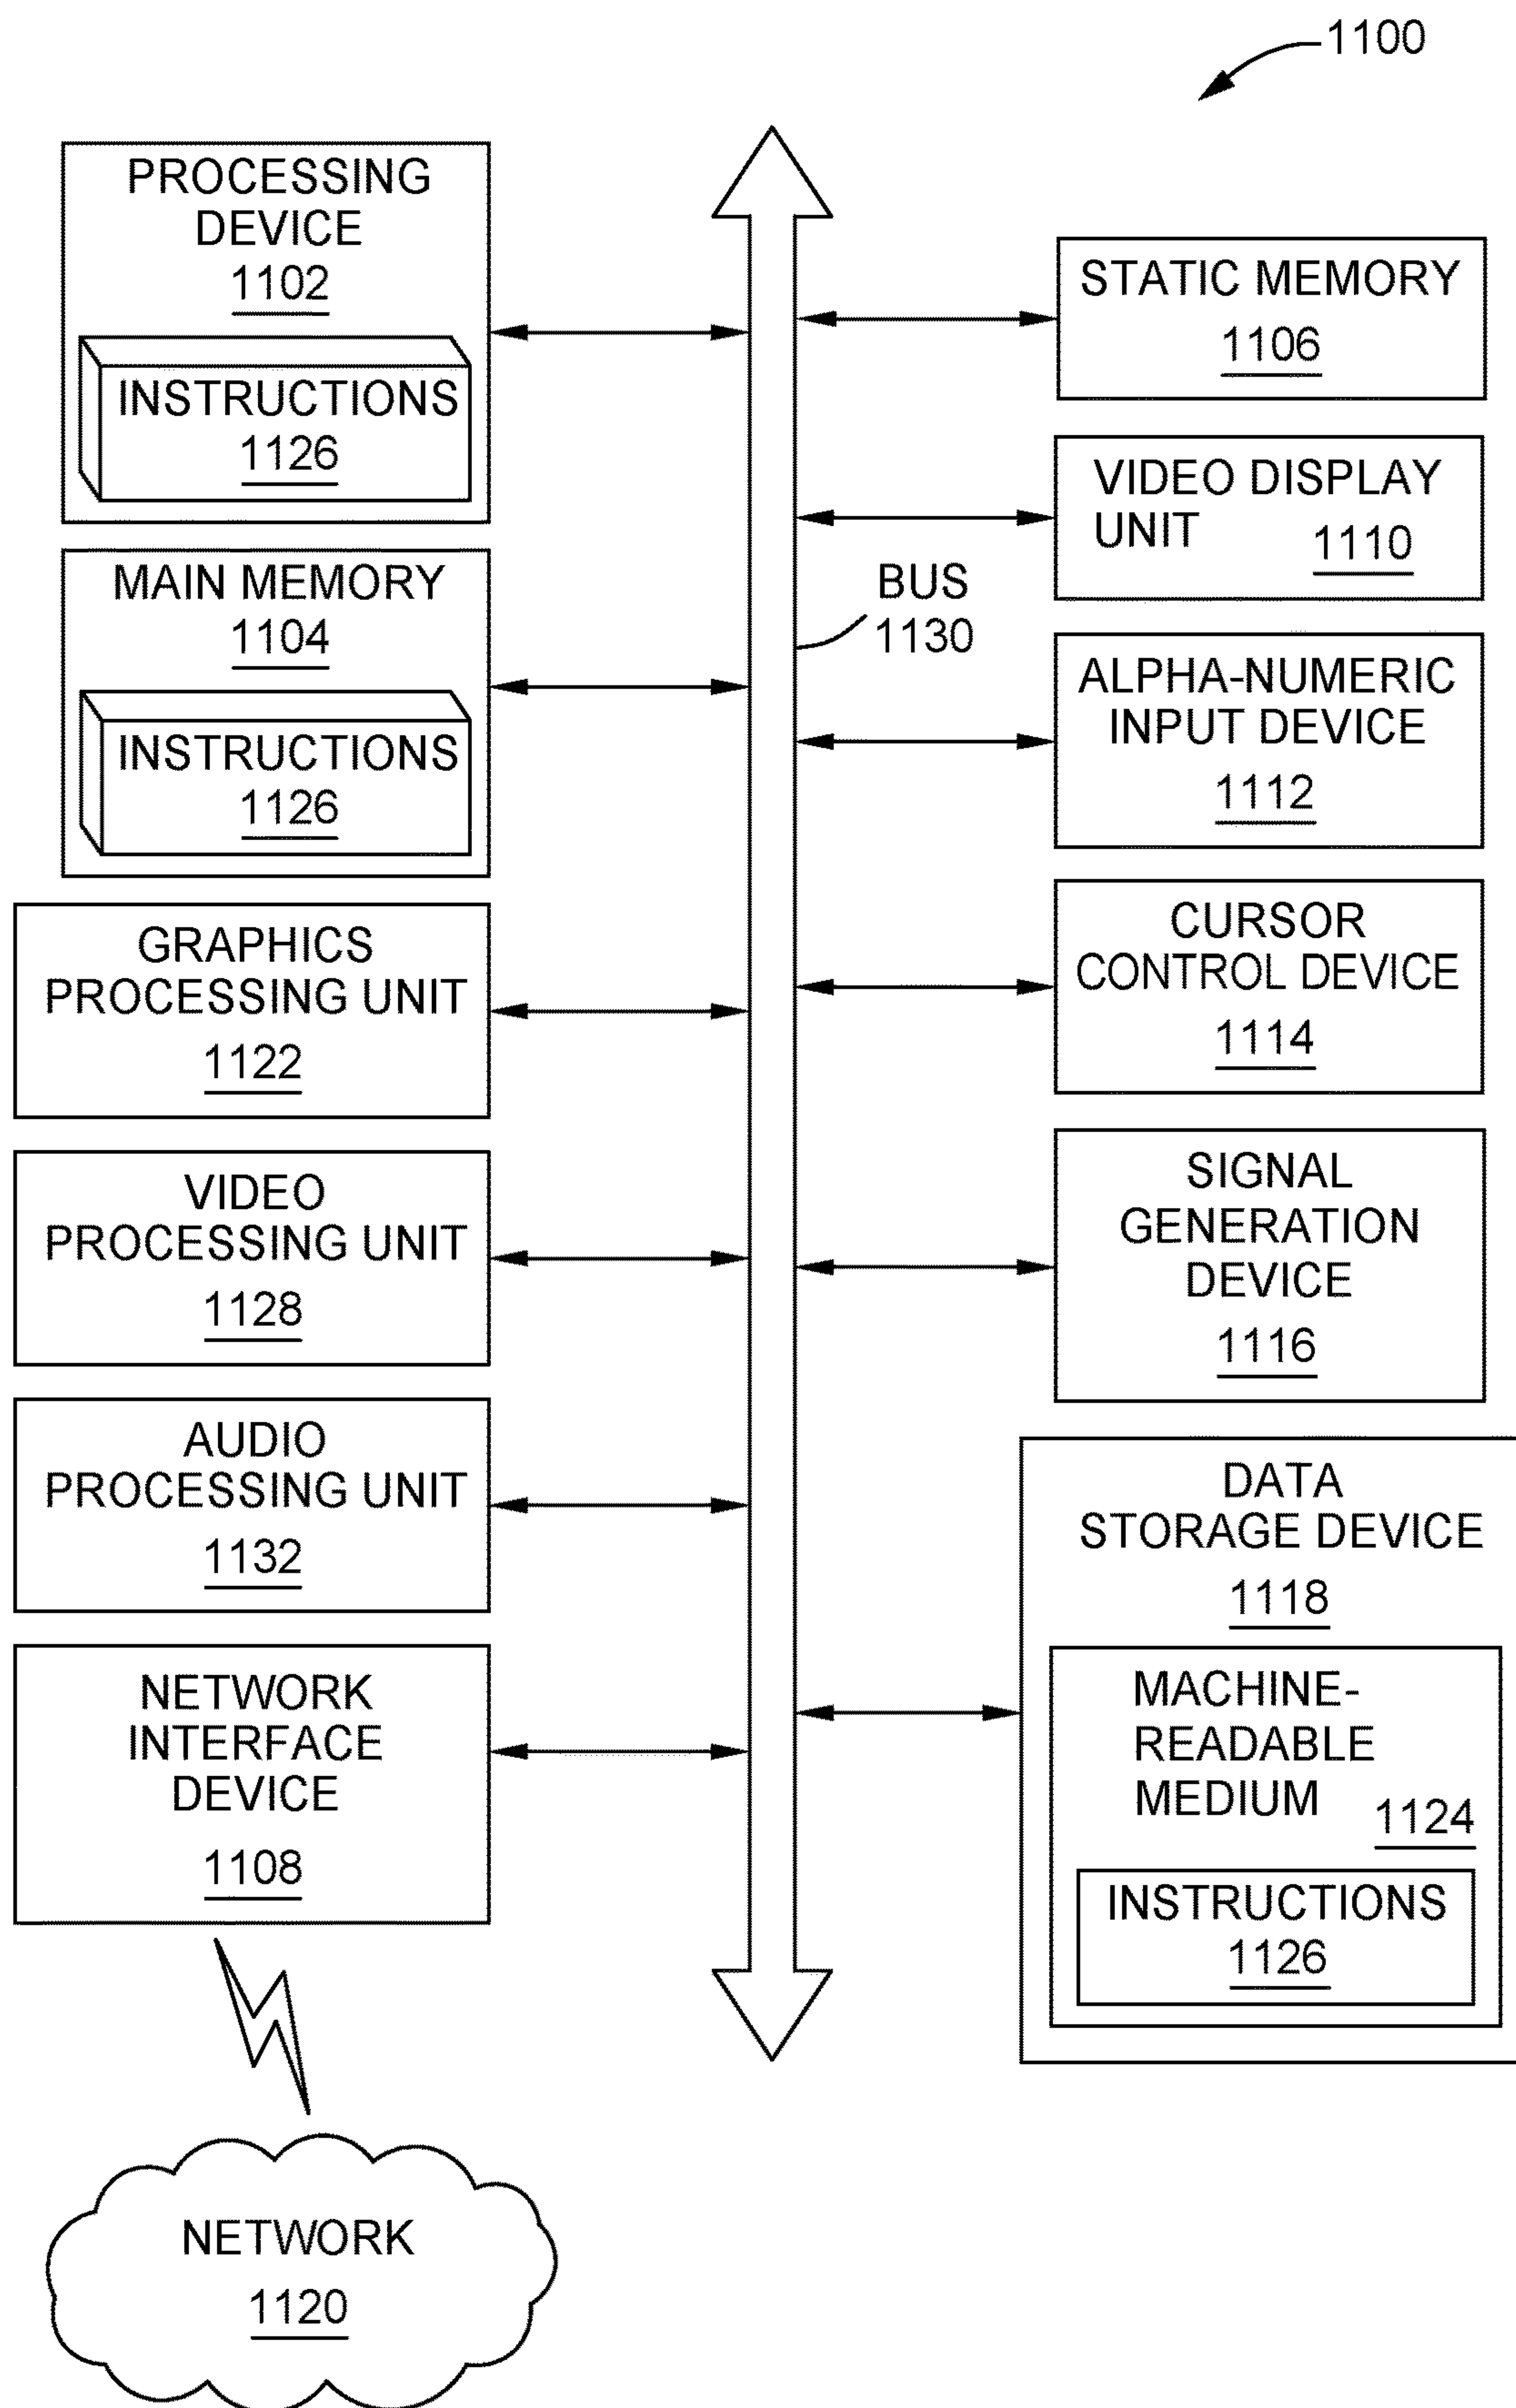 1100
PROCESSING
DEVICE
1102
INSTRUCTIONS
1126
MAIN MEMORY
1104
INSTRUCTIONS
1126
GRAPHICS
PROCESSING UNIT
1122
VIDEO
PROCESSING UNIT
1128
AUDIO
PROCESSING UNIT
1132
NETWORK
INTERFACE
DEVICE
1108
NETWORK
1120
BUS
1130
STATIC MEMORY
1106
VIDEO DISPLAY
UNIT 1110
ALPHA-NUMERIC
INPUT DEVICE
1112
CURSOR
CONTROL DEVICE
1114
SIGNAL
GENERATION
DEVICE
1116
DATA
STORAGE DEVICE
1118
MACHINE-
READABLE
MEDIUM 1124
INSTRUCTIONS
1126